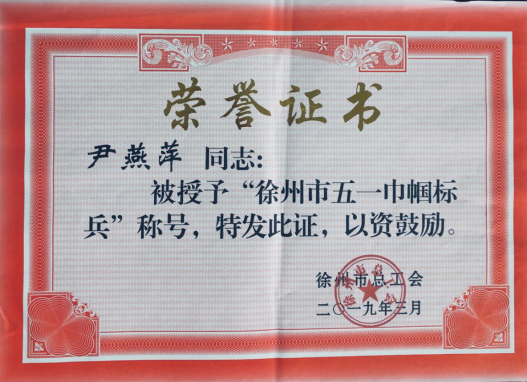 荣誉证书
尹燕萍 同志：
被授予“徐州市五一巾帼标
兵”称号，特发此证，以资鼓励。
徐州市总工会
二〇一九年三月